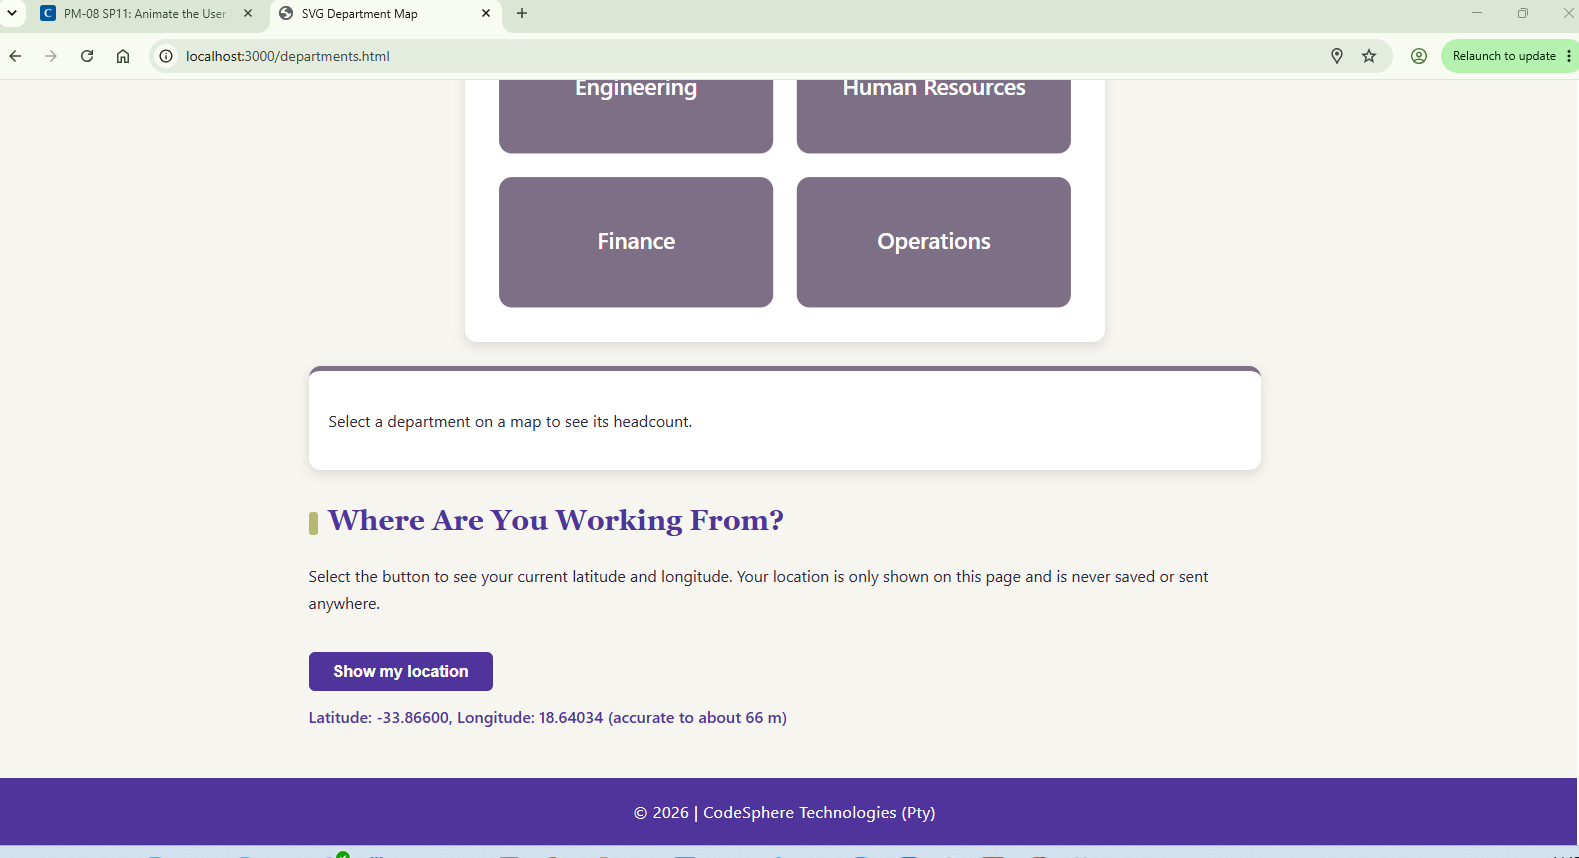 PM-08 SP11: Animate the User
SVG Department Map
localhost:3000/departments.html
Relaunch to update
Engineering
Human Resources
Finance
Operations
Select a department on a map to see its headcount.
Where Are You Working From?
Select the button to see your current latitude and longitude. Your location is only shown on this page and is never saved or sent
anywhere.
Show my location
Latitude: -33.86600, Longitude: 18.64034 (accurate to about 66 m)
© 2026 | CodeSphere Technologies (Pty)